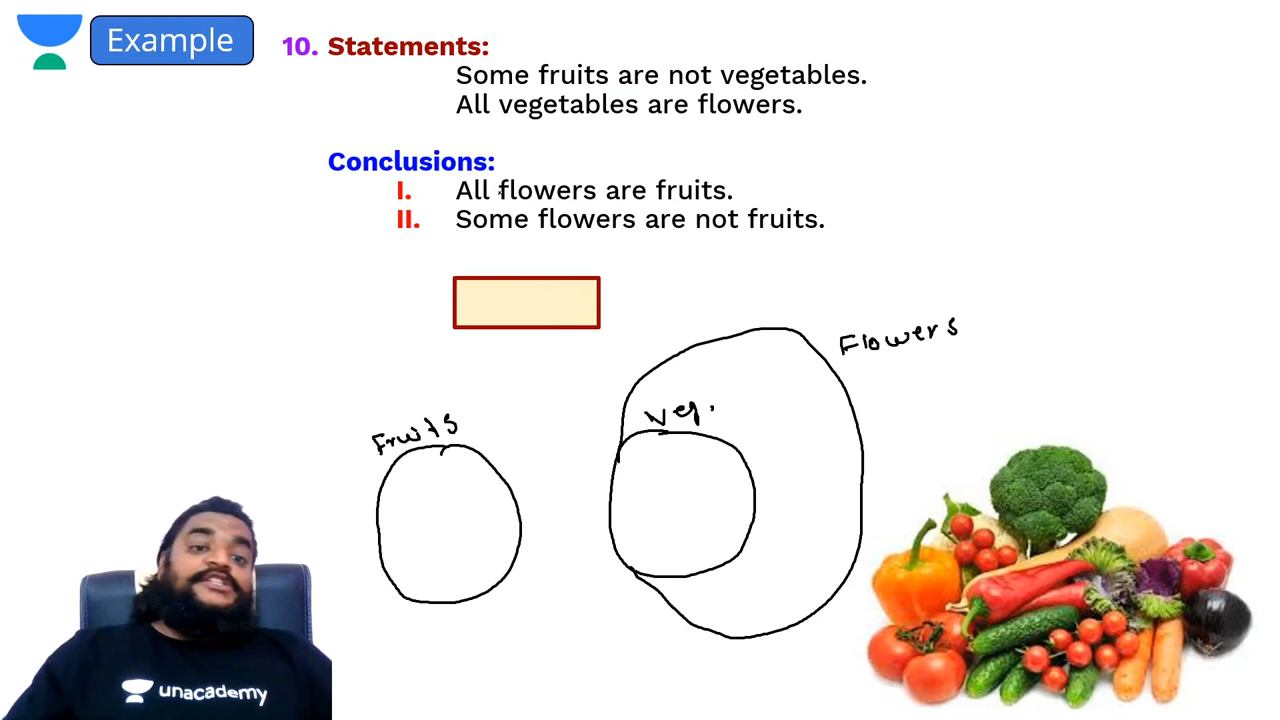 Example
10. Statements:
Some fruits are not vegetables.
All vegetables are flowers.
Conclusions:
I. All flowers are fruits.
II. Some flowers are not fruits.
Flowers
Veg.
Fruits
unacademy